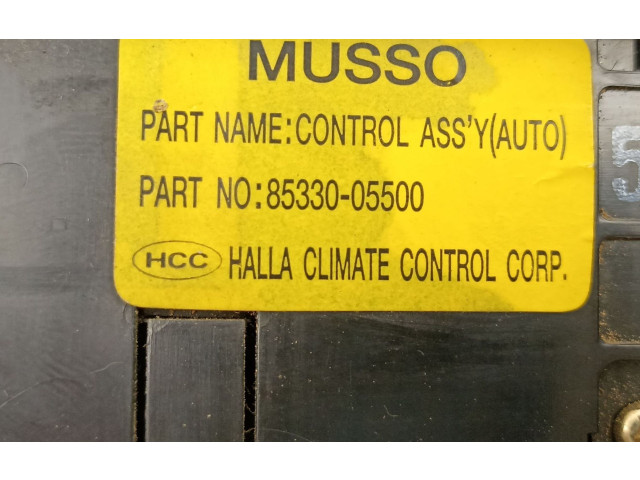 MUSSO
PART NAME:CONTROL ASS'Y(AUTO)
PART NO:85330-05500
HCC HALLA CLIMATE CONTROL CORP.